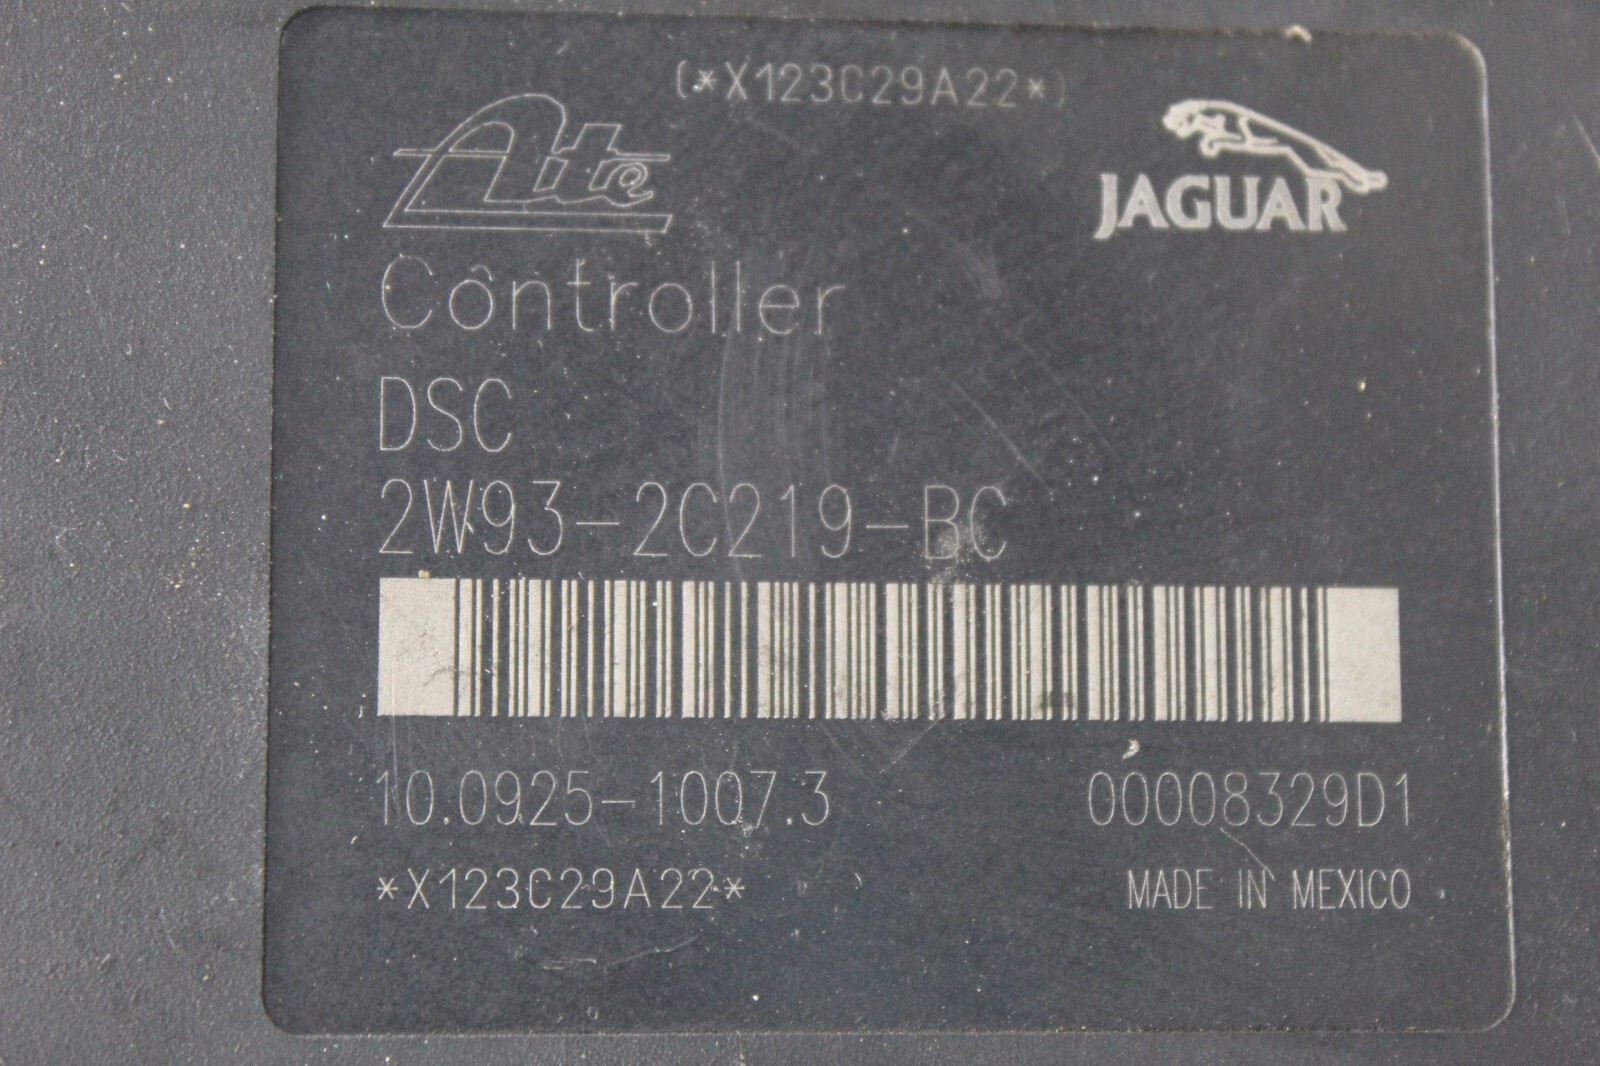 (*X123C29A22*)
Ate
JAGUAR
Controller
DSC
2W93-2C219-BC
10.0925-1007.3
00008329D1
*X123C29A22*
MADE IN MEXICO